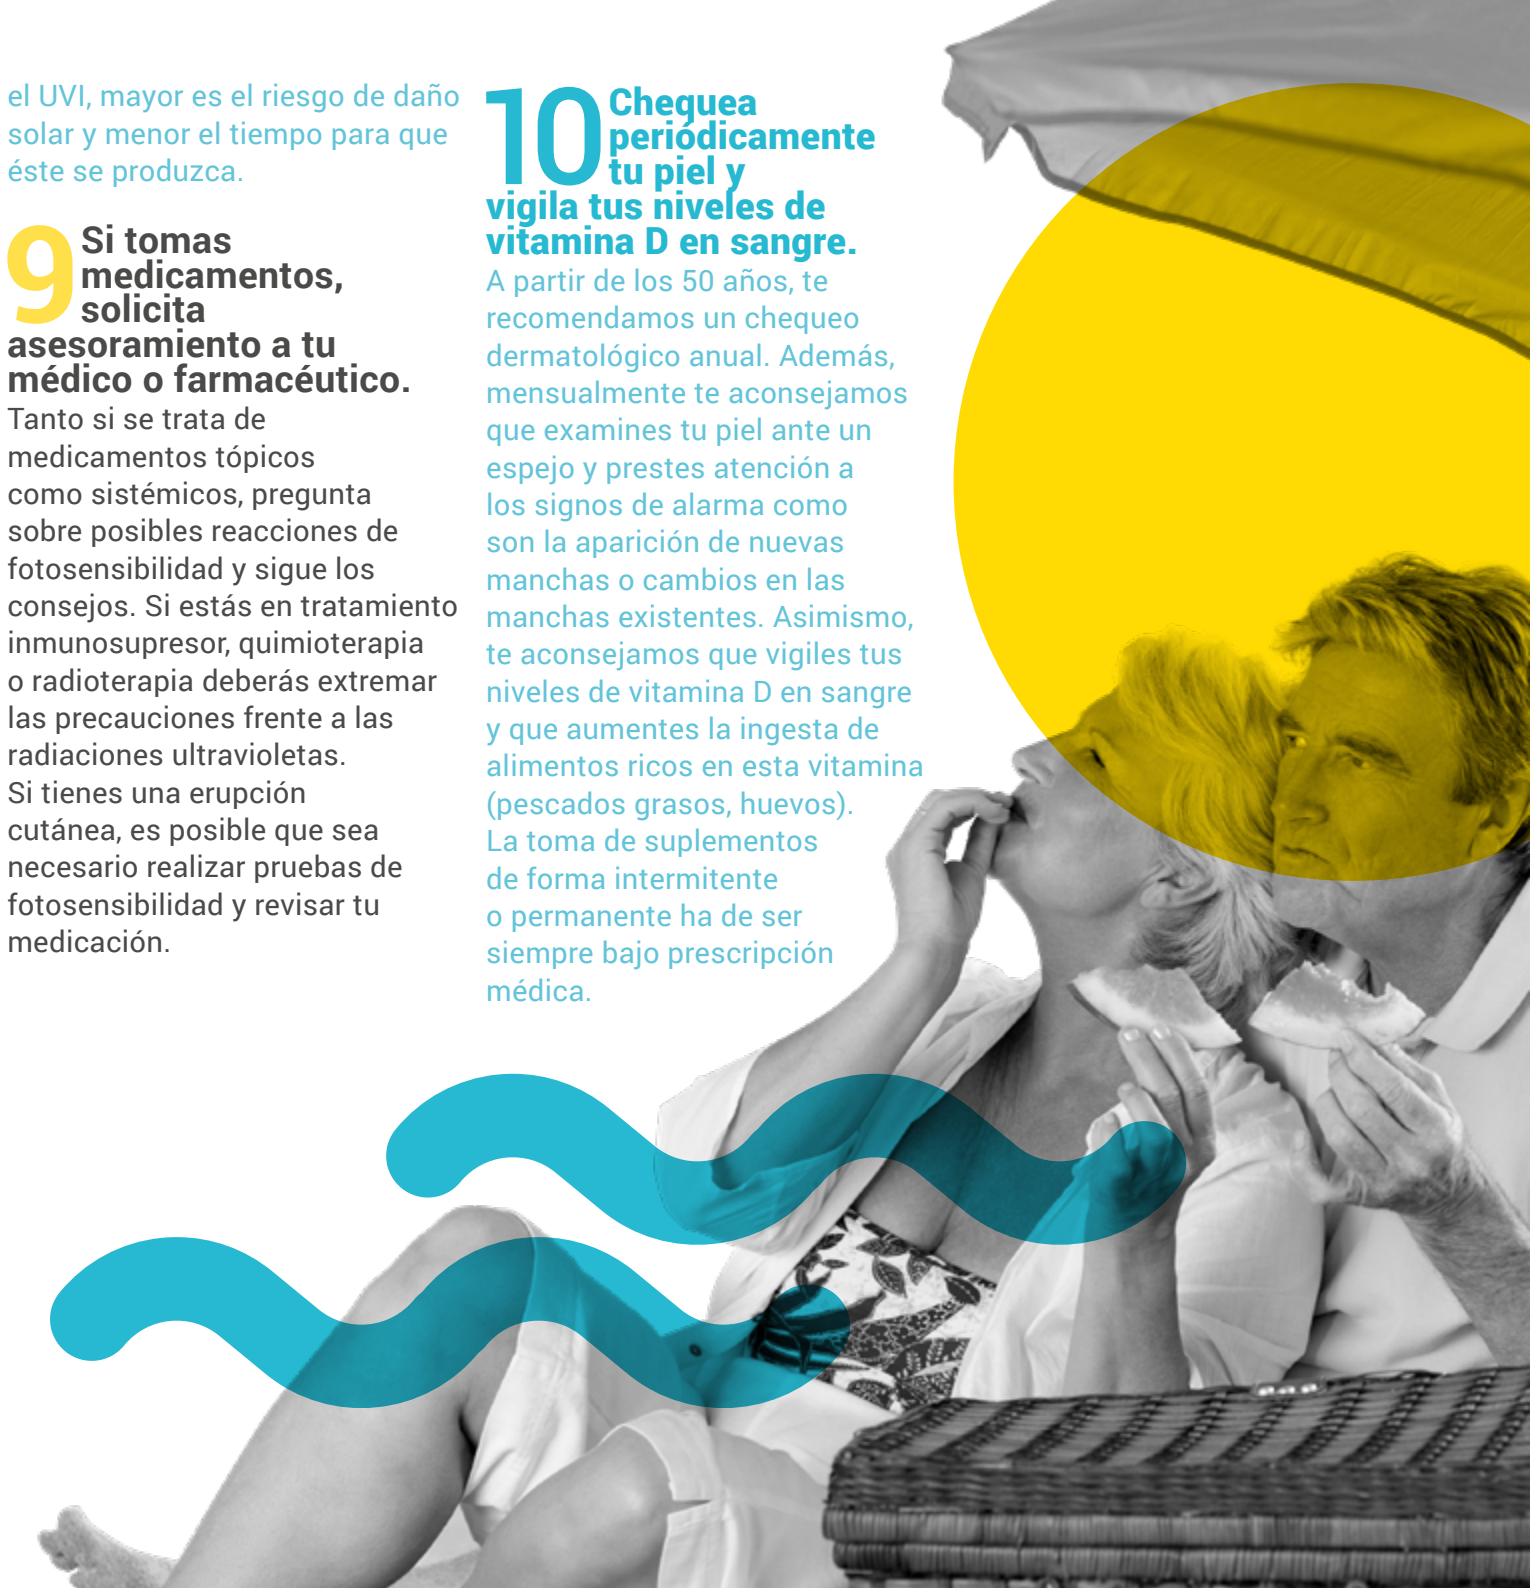 el UVI, mayor es el riesgo de daño
solar y menor el tiempo para que
éste se produzca.
9 Si tomas
medicamentos,
solicita
asesoramiento a tu
médico o farmacéutico.
Tanto si se trata de
medicamentos tópicos
como sistémicos, pregunta
sobre posibles reacciones de
fotosensibilidad y sigue los
consejos. Si estás en tratamiento
inmunosupresor, quimioterapia
o radioterapia deberás extremar
las precauciones frente a las
radiaciones ultravioletas.
Si tienes una erupción
cutánea, es posible que sea
necesario realizar pruebas de
fotosensibilidad y revisar tu
medicación.
10 Chequea
periódicamente
tu piel y
vigila tus niveles de
vitamina D en sangre.
A partir de los 50 años, te
recomendamos un chequeo
dermatológico anual. Además,
mensualmente te aconsejamos
que examines tu piel ante un
espejo y prestes atención a
los signos de alarma como
son la aparición de nuevas
manchas o cambios en las
manchas existentes. Asimismo,
te aconsejamos que vigiles tus
niveles de vitamina D en sangre
y que aumentes la ingesta de
alimentos ricos en esta vitamina
(pescados grasos, huevos).
La toma de suplementos
de forma intermitente
o permanente ha de ser
siempre bajo prescripción
médica.